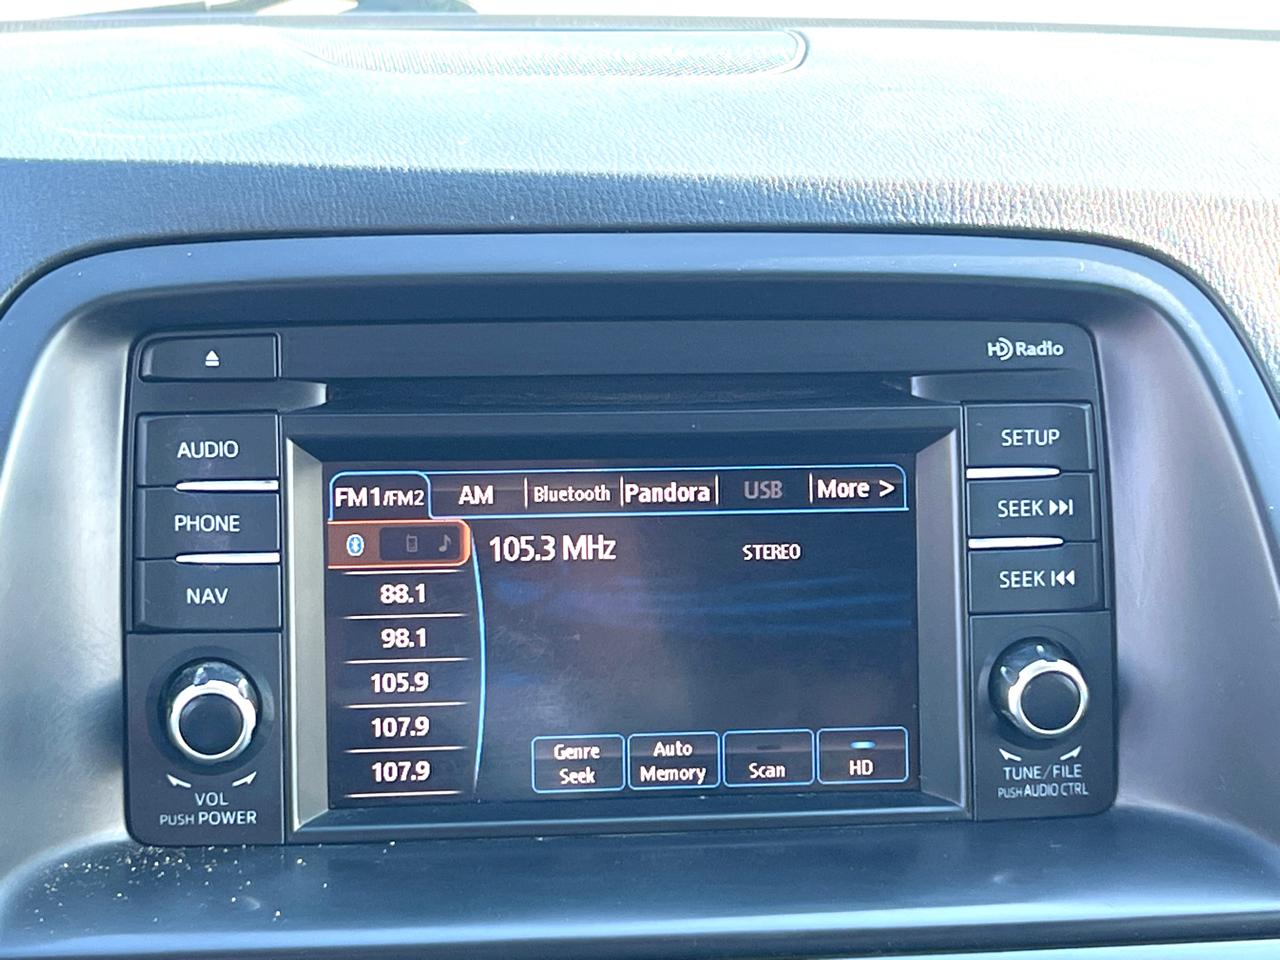 HD Radio
AUDIO
PHONE
NAV
VOL
PUSH POWER
FM1/FM2 AM Bluetooth Pandora USB More >
105.3 MHz STEREO
88.1
98.1
105.9
107.9
107.9
Genre Seek
Auto Memory
Scan
HD
SETUP
SEEK
SEEK
TUNE/FILE
PUSH AUDIO CTRL